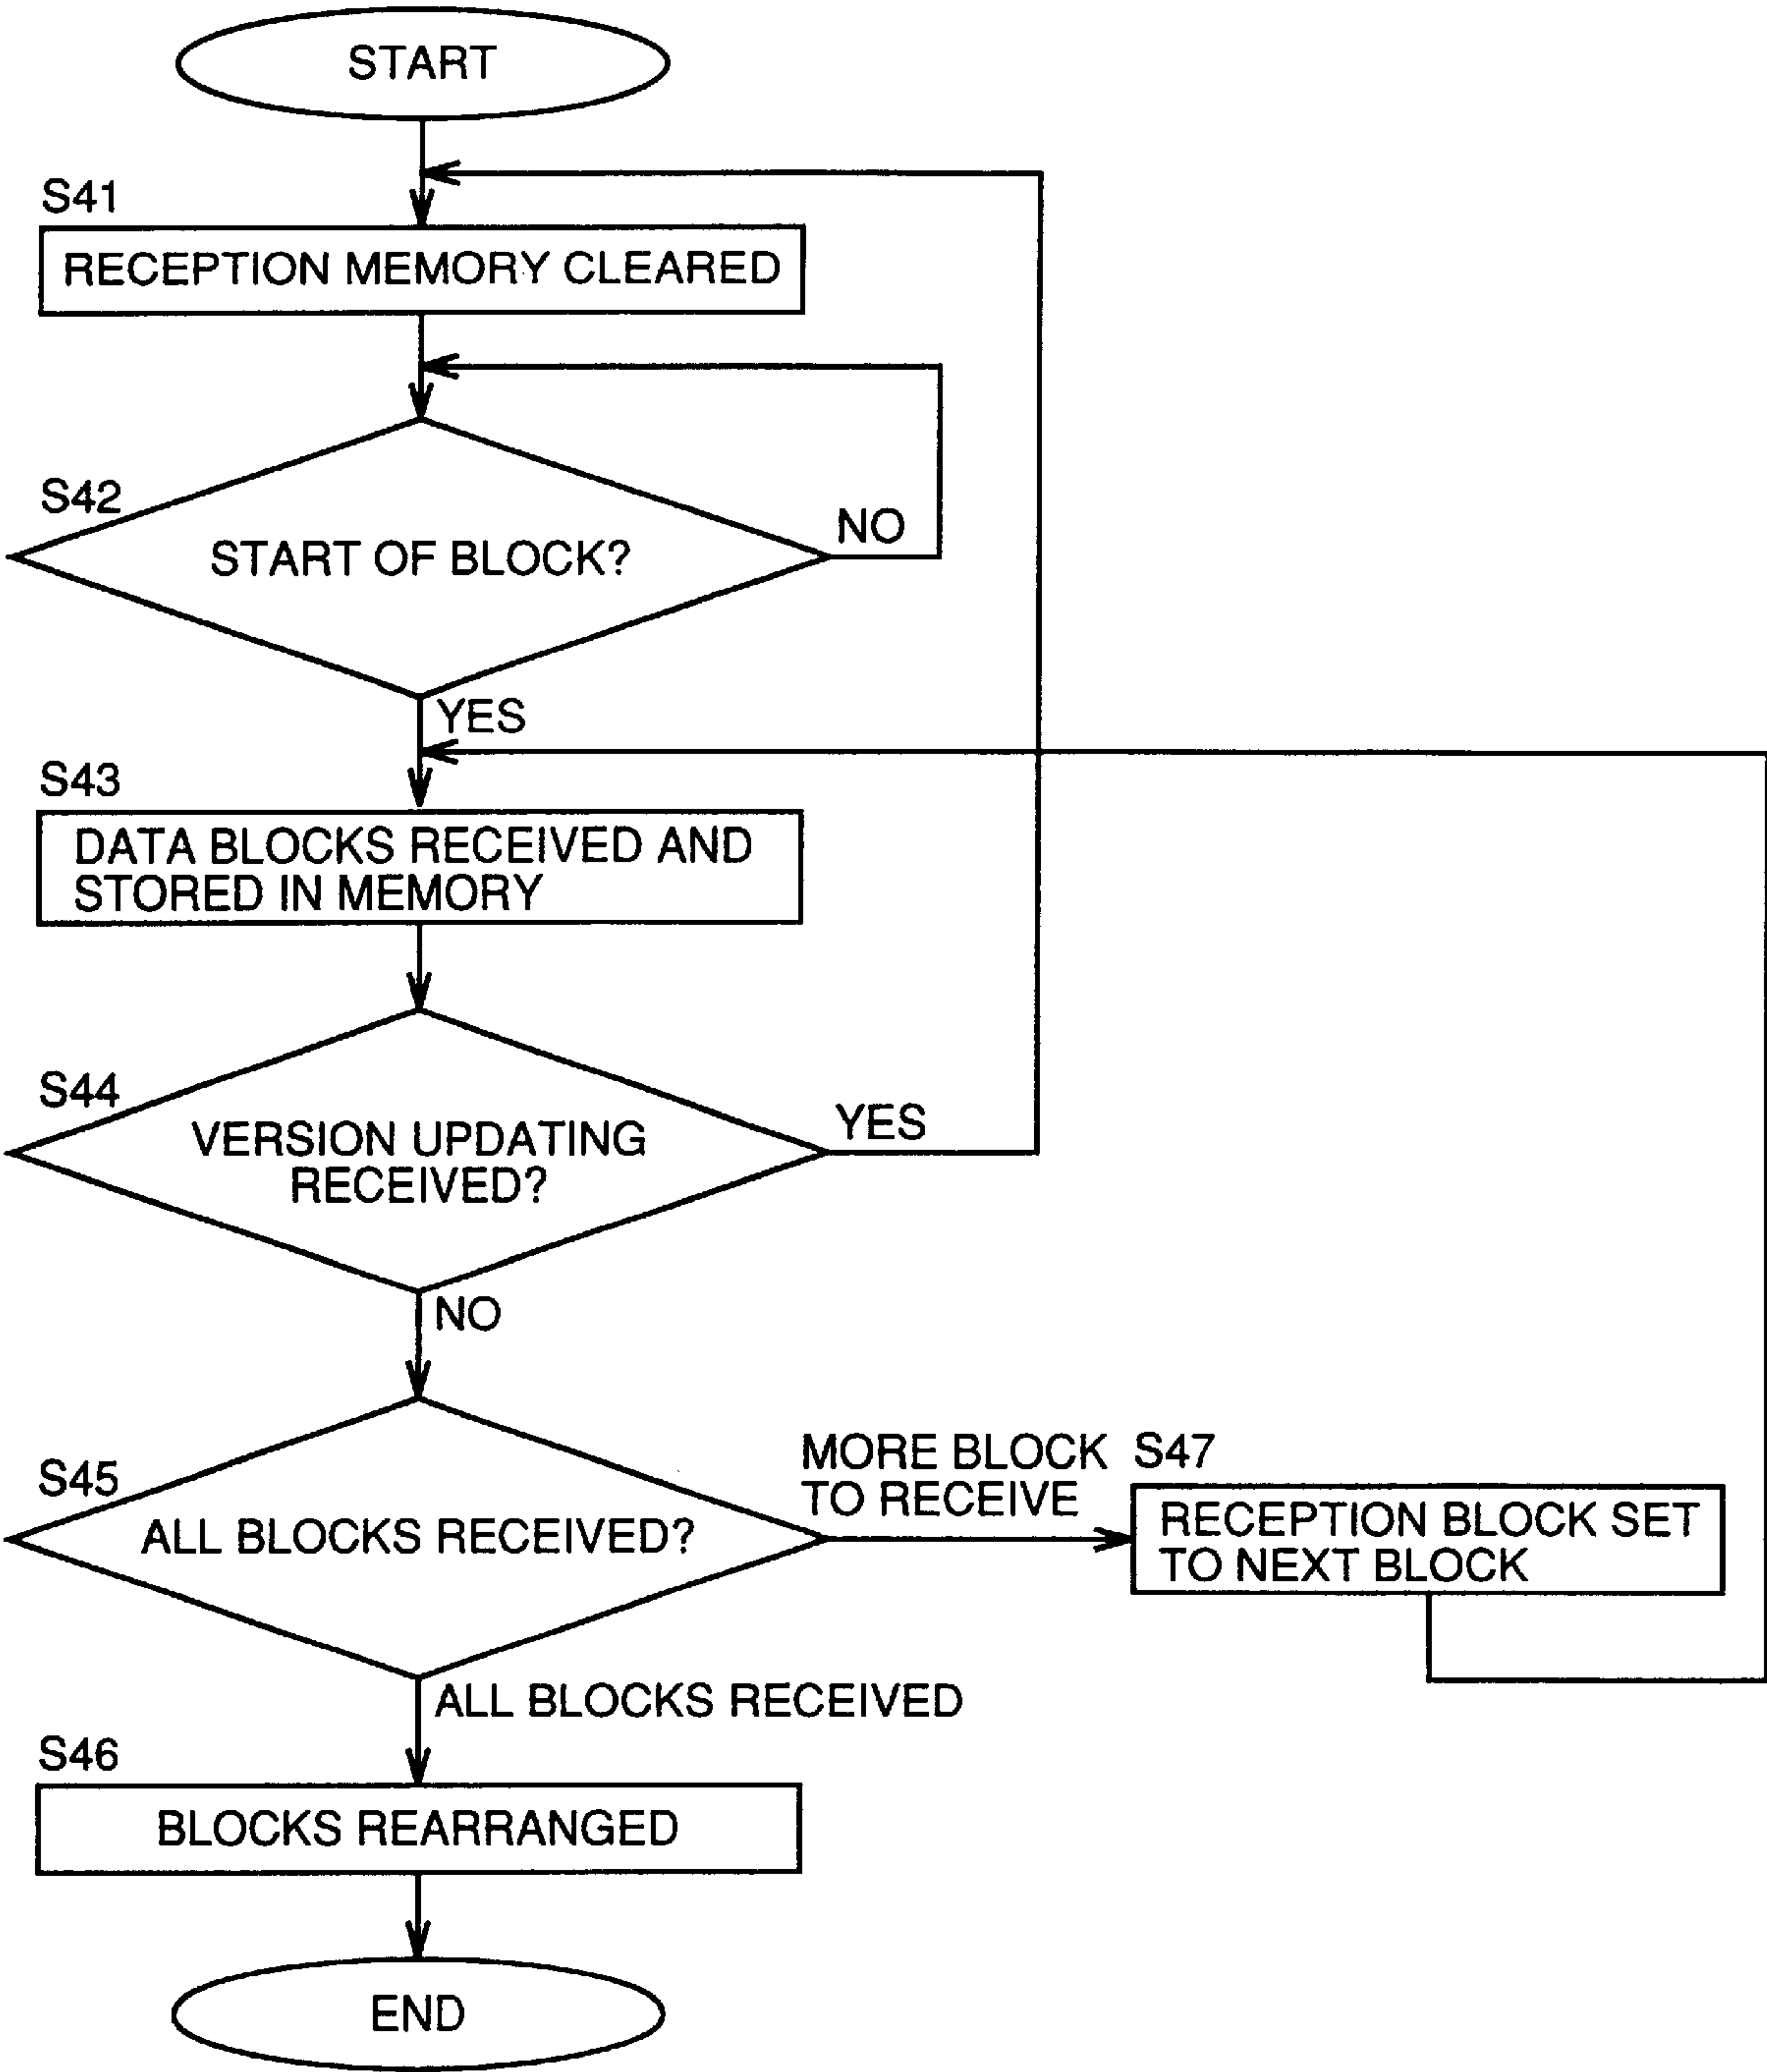 START
S41
RECEPTION MEMORY CLEARED
S42
START OF BLOCK?
NO
YES
S43
DATA BLOCKS RECEIVED AND
STORED IN MEMORY
S44
VERSION UPDATING
RECEIVED?
YES
NO
S45
ALL BLOCKS RECEIVED?
MORE BLOCK
TO RECEIVE
S47
RECEPTION BLOCK SET
TO NEXT BLOCK
ALL BLOCKS RECEIVED
S46
BLOCKS REARRANGED
END